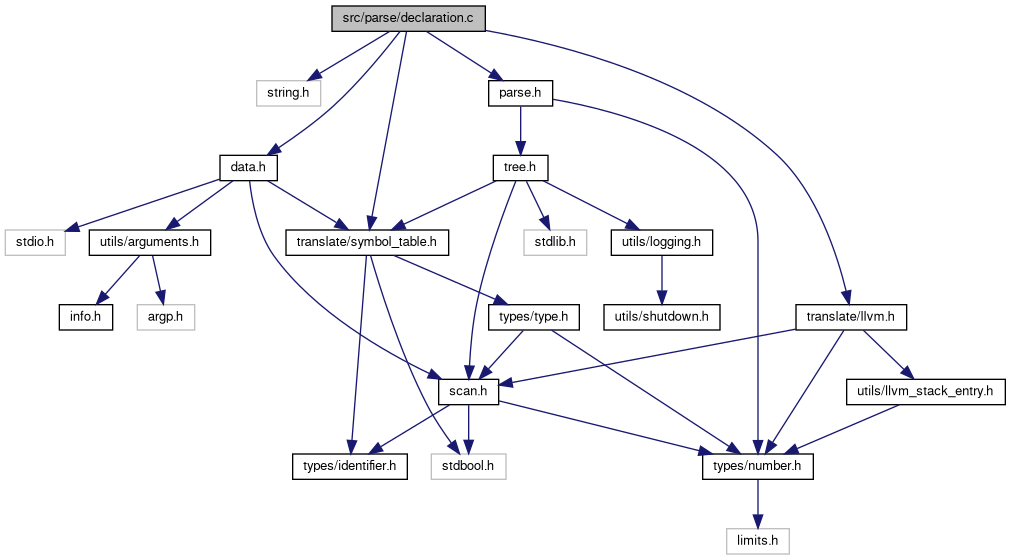 src/parse/declaration.c
string.h
parse.h
data.h
tree.h
stdio.h
utils/arguments.h
translate/symbol_table.h
stdlib.h
utils/logging.h
info.h
argp.h
types/type.h
utils/shutdown.h
translate/llvm.h
scan.h
utils/llvm_stack_entry.h
types/identifier.h
stdbool.h
types/number.h
limits.h